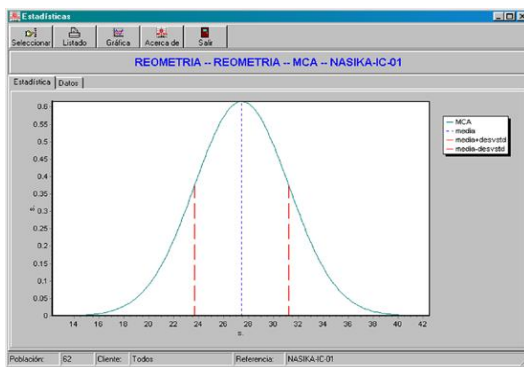 Estadísticas
Seleccionar Listado Gráfica Acerca de Salir
REOMETRIA -- REOMETRIA -- MCA -- NASIKA-IC-01
Estadística Datos
0.6
0.55
0.5
0.45
0.4
0.35
0.3
0.25
0.2
0.15
0.1
0.05
0
14 16 18 20 22 24 26 28 30 32 34 36 38 40 42
MCA
media
media+desvstd
media-desvstd
Población: 62 Cliente: Todos Referencia: NASIKA-IC-01